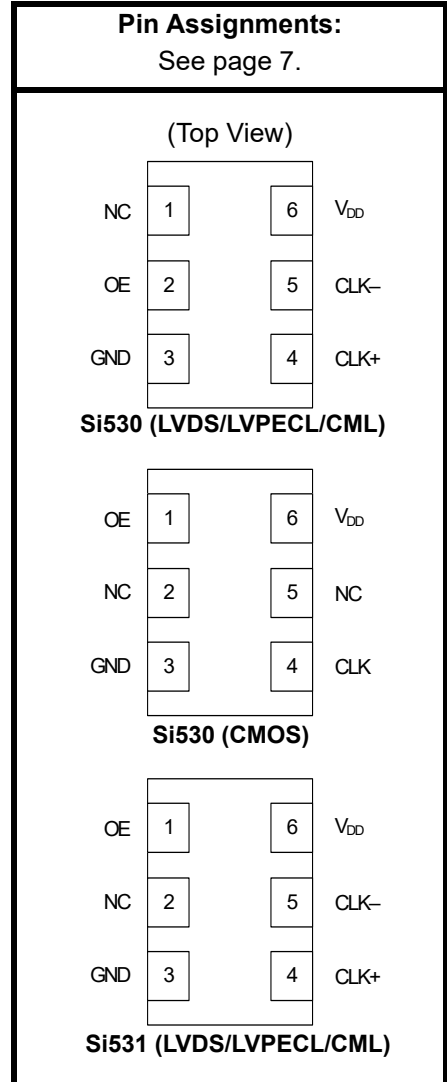 Pin Assignments:
See page 7.
(Top View)
NC 1 6 VDD
OE 2 5 CLK–
GND 3 4 CLK+
Si530 (LVDS/LVPECL/CML)
OE 1 6 VDD
NC 2 5 NC
GND 3 4 CLK
Si530 (CMOS)
OE 1 6 VDD
NC 2 5 CLK–
GND 3 4 CLK+
Si531 (LVDS/LVPECL/CML)